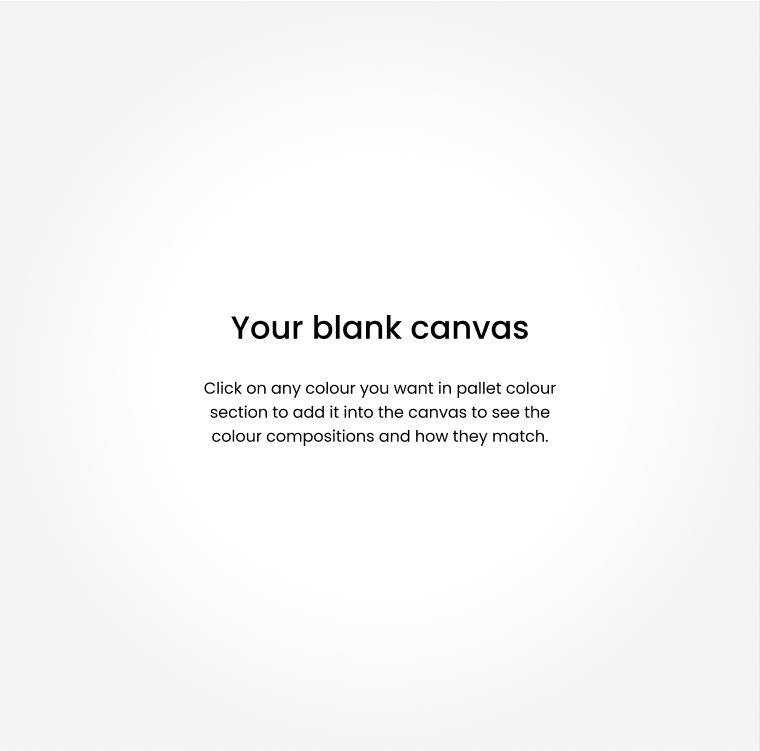 Your blank canvas
Click on any colour you want in pallet colour
section to add it into the canvas to see the
colour compositions and how they match.